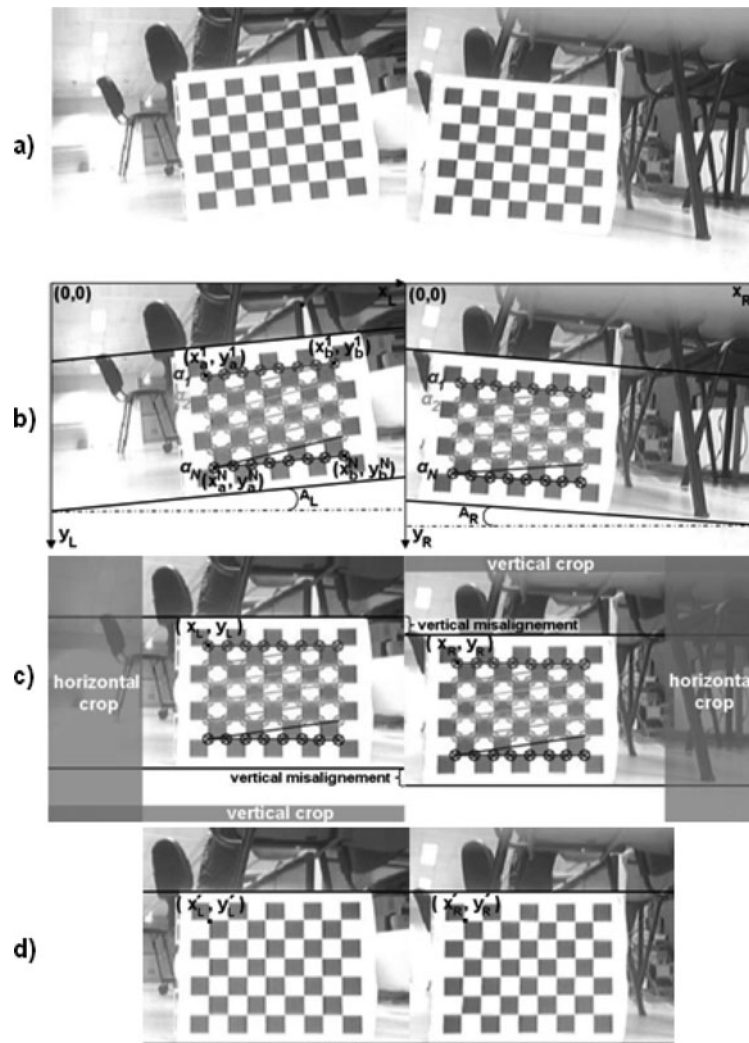 a)
b)
(0,0)
x_L
(x_a^1, y_a^1)
(x_b^1, y_b^1)
α_1
α_2
α_N
(x_a^N, y_a^N)
(x_b^N, y_b^N)
A_L
y_L
(0,0)
x_R
α_1
α_2
α_N
A_R
y_R
c)
vertical crop
vertical misalignement
(x_L, y_L)
(x_R, y_R)
horizontal
crop
horizontal
crop
vertical misalignement
vertical crop
d)
(x´_L, y´_L)
(x´_R, y´_R)